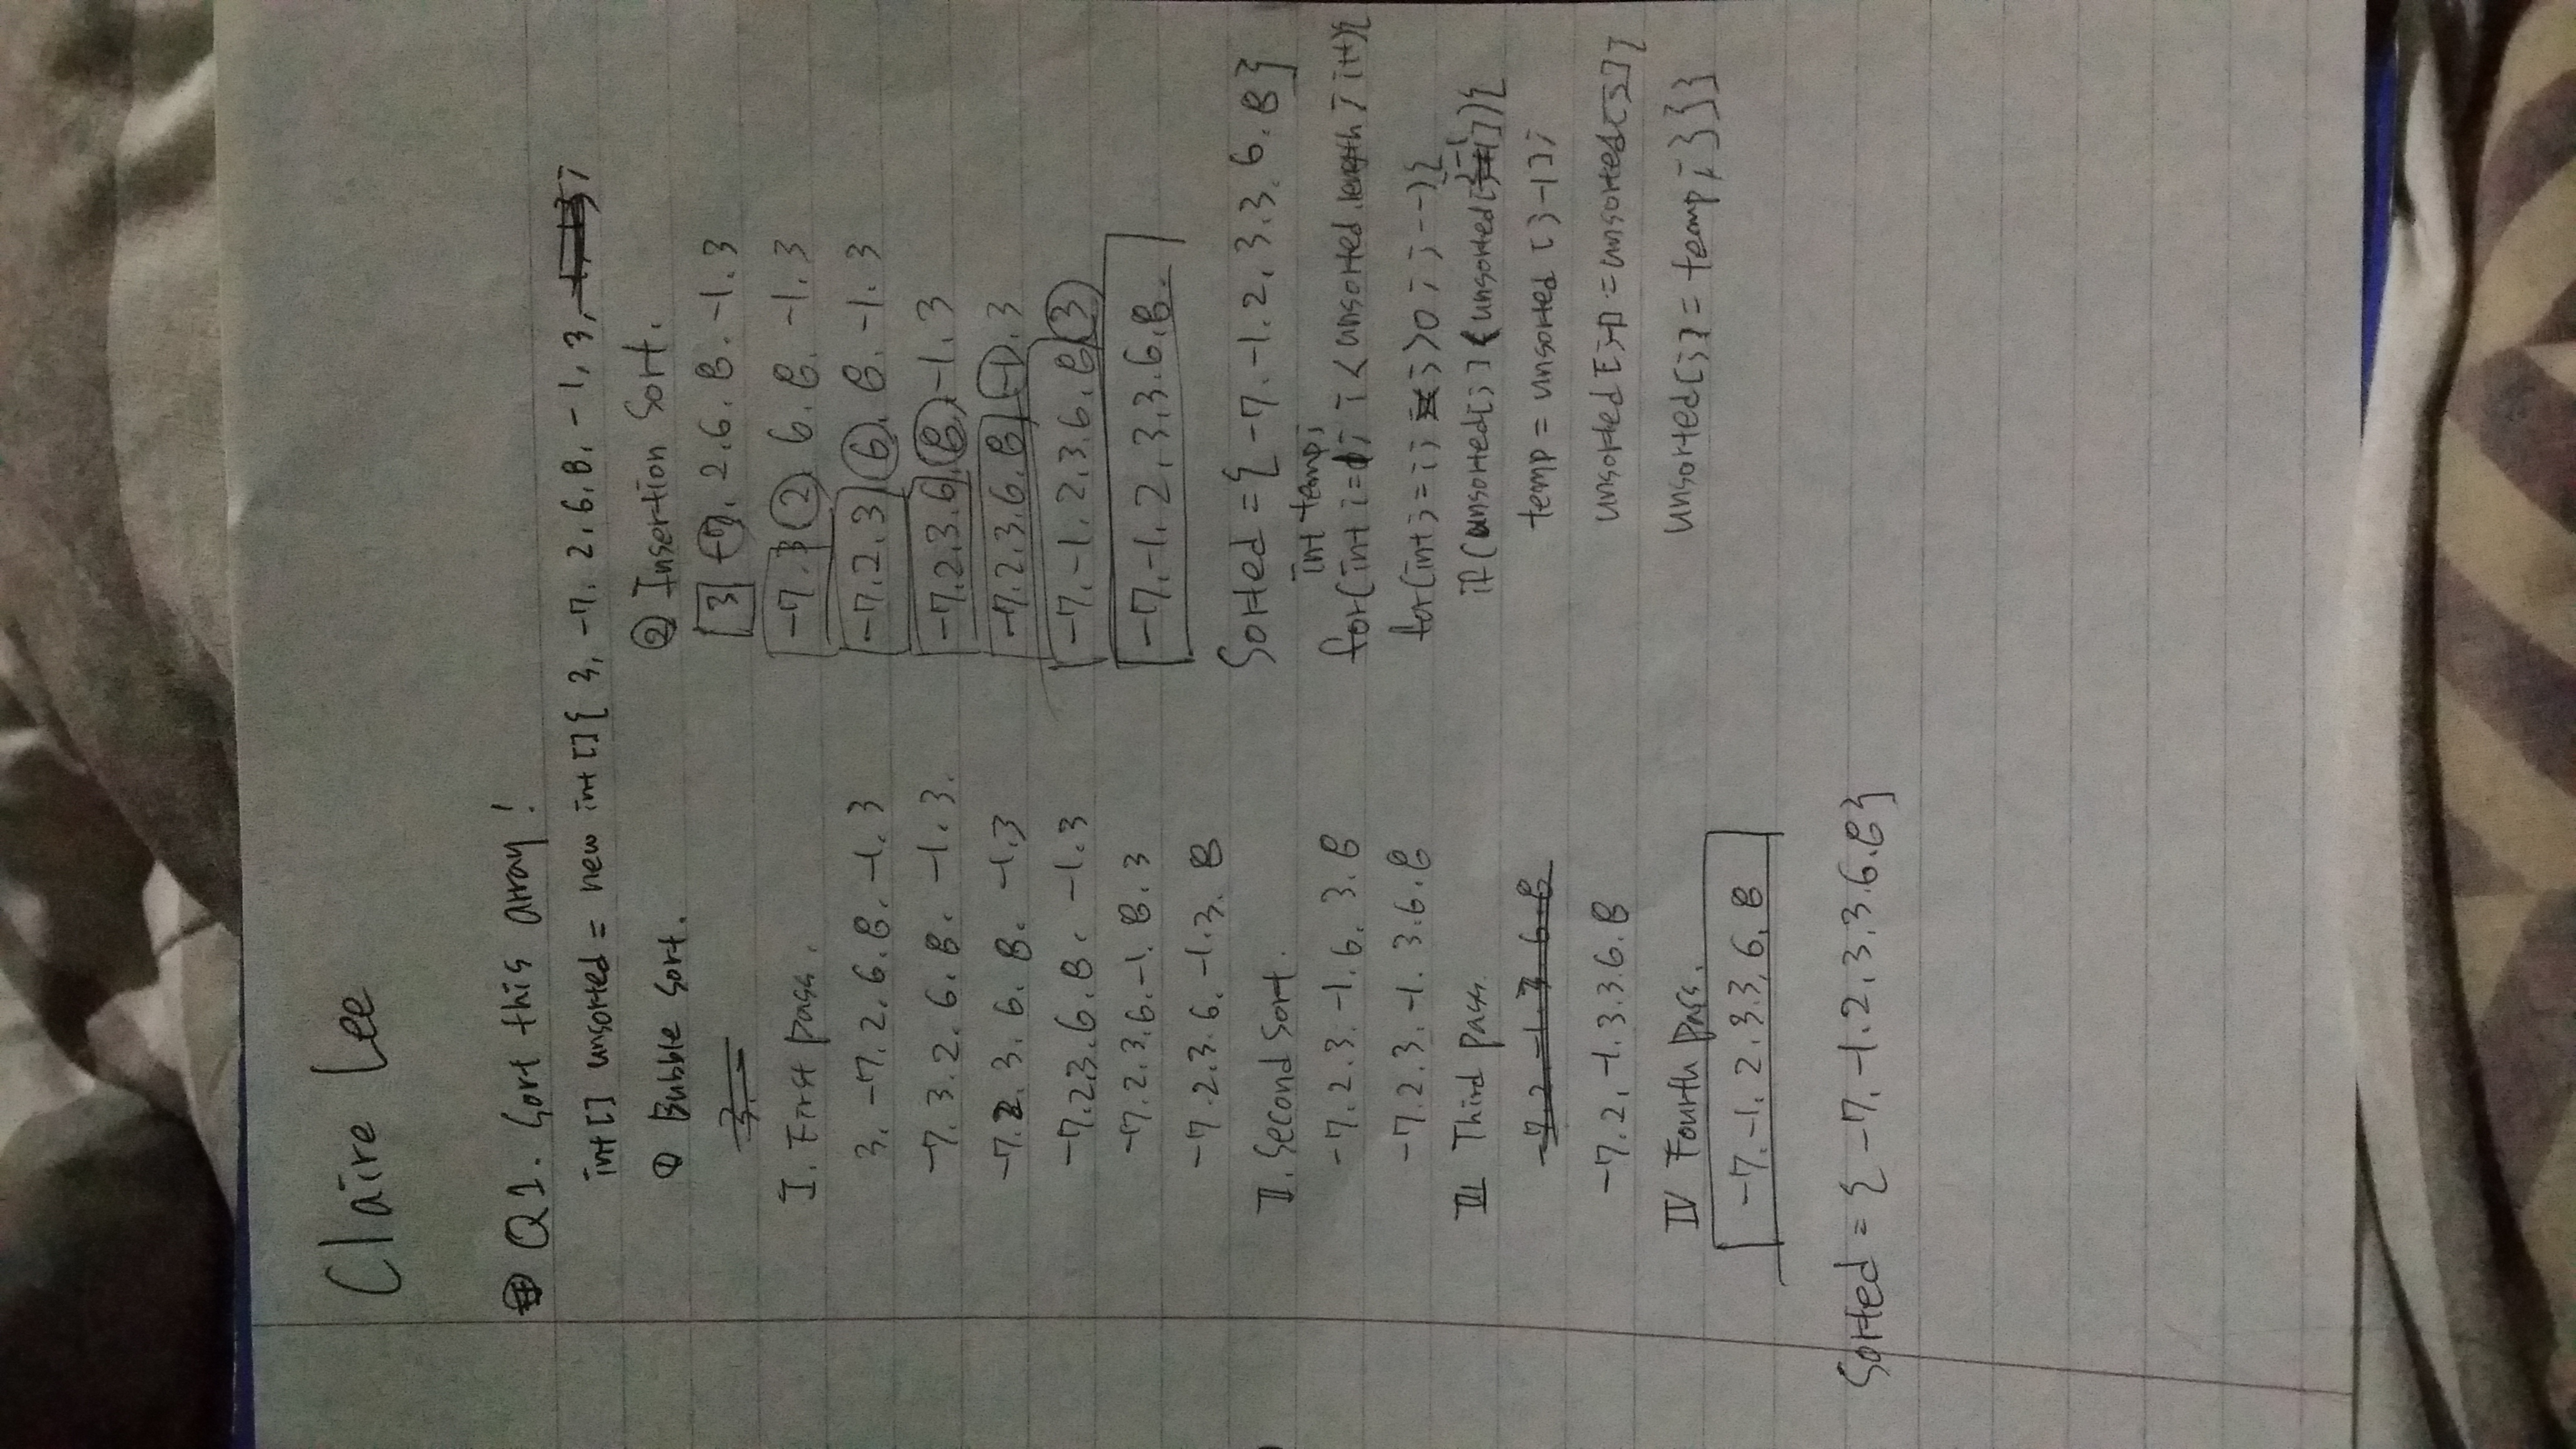 Claire Lee
Q1. Sort this array!
int[] unsorted = new int[]{ 3, -7, 2, 6, 8, -1, 3, ;
① Bubble Sort.
3.
I. First pass.
3. -7. 2. 6. 8. -1. 3
-7. 3. 2. 6. 8. -1. 3.
-7. 2. 3. 6. 8. -1. 3
-7. 2. 3. 6. 8. -1. 3
-7. 2. 3. 6. -1. 8. 3
-7. 2. 3. 6. -1. 3. 8
II. Second Sort.
-7. 2. 3. -1. 6. 3. 8
-7. 2. 3. -1. 3. 6. 8
III Third pass.
-7. 2 -1. 3 6. 8
-7. 2, -1. 3. 3. 6. 8
IV Fourth pass.
-7. -1. 2. 3. 3, 6. 8
Sorted = { -7. -1. 2. 3. 3. 6. 8}
② Insertion Sort.
3 -7. 2. 6. 8. -1. 3
-7. 3 2 6. 8. -1. 3
-7. 2. 3 6. 8. -1. 3
-7. 2. 3. 6. 8. -1. 3
-7. 2. 3. 6. 8 -1. 3
-7. -1. 2. 3. 6. 8 3
-7. -1. 2, 3. 3. 6. 8.
Sorted = { -7. -1. 2. 3. 3. 6. 8}
int temp;
for(int i=1; i < unsorted.length; i++){
for(int j=i; j>0; j--){
if(unsorted[j] < unsorted[j-1]){
temp = unsorted [j-1];
unsorted[j-1] = unsorted[j];
unsorted[j] = temp; }}}